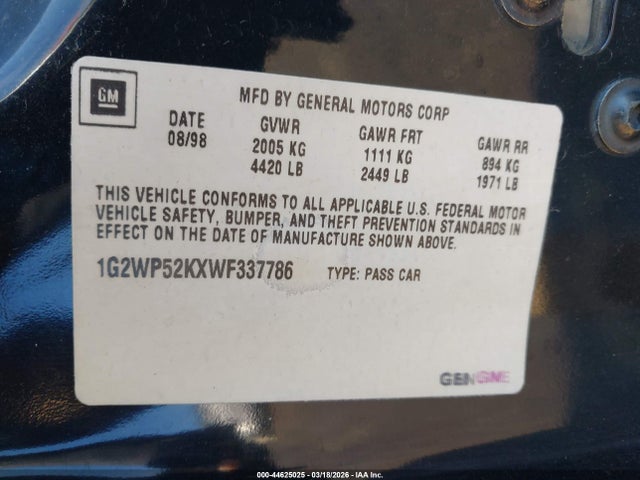 GM
MFD BY GENERAL MOTORS CORP
DATE GVWR GAWR FRT GAWR RR
08/98 2005 KG 1111 KG 894 KG
4420 LB 2449 LB 1971 LB
THIS VEHICLE CONFORMS TO ALL APPLICABLE U.S. FEDERAL MOTOR
VEHICLE SAFETY, BUMPER, AND THEFT PREVENTION STANDARDS IN
EFFECT ON THE DATE OF MANUFACTURE SHOWN ABOVE.
1G2WP52KXWF337786 TYPE: PASS CAR
GENGME
000-44625025 - 03/18/2026 - IAA Inc.